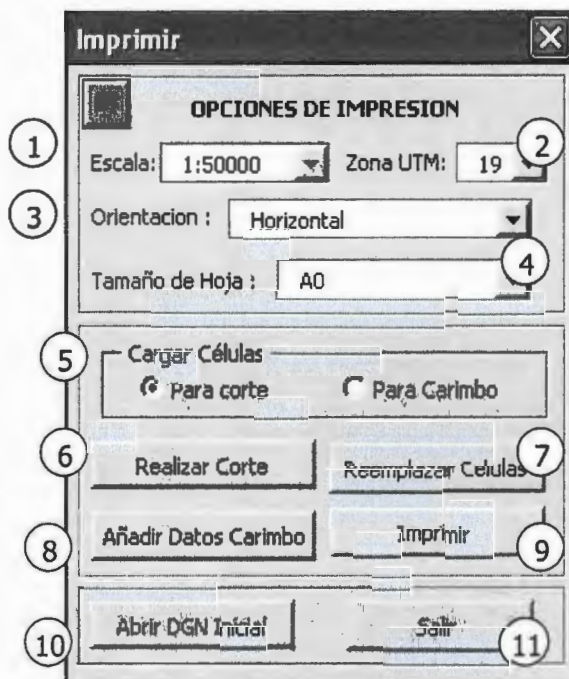 Imprimir
OPCIONES DE IMPRESION
1 Escala: 1:50000 Zona UTM: 19 2
3 Orientacion : Horizontal
Tamaño de Hoja : A0 4
5 Cargar Células
Para corte Para Carimbo
6 Realizar Corte Reemplazar Celulas 7
8 Añadir Datos Carimbo Imprimir 9
10 Abrir DGN Inicial Salir 11